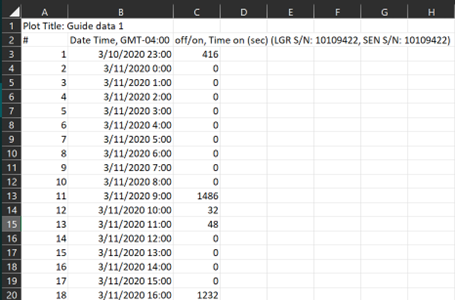 A B C D E F G H
1 Plot Title: Guide data 1
2 # Date Time, GMT-04:00 off/on, Time on (sec) (LGR S/N: 10109422, SEN S/N: 10109422)
3 1 3/10/2020 23:00 416
4 2 3/11/2020 0:00 0
5 3 3/11/2020 1:00 0
6 4 3/11/2020 2:00 0
7 5 3/11/2020 3:00 0
8 6 3/11/2020 4:00 0
9 7 3/11/2020 5:00 0
10 8 3/11/2020 6:00 0
11 9 3/11/2020 7:00 0
12 10 3/11/2020 8:00 0
13 11 3/11/2020 9:00 1486
14 12 3/11/2020 10:00 32
15 13 3/11/2020 11:00 48
16 14 3/11/2020 12:00 0
17 15 3/11/2020 13:00 0
18 16 3/11/2020 14:00 0
19 17 3/11/2020 15:00 0
20 18 3/11/2020 16:00 1232